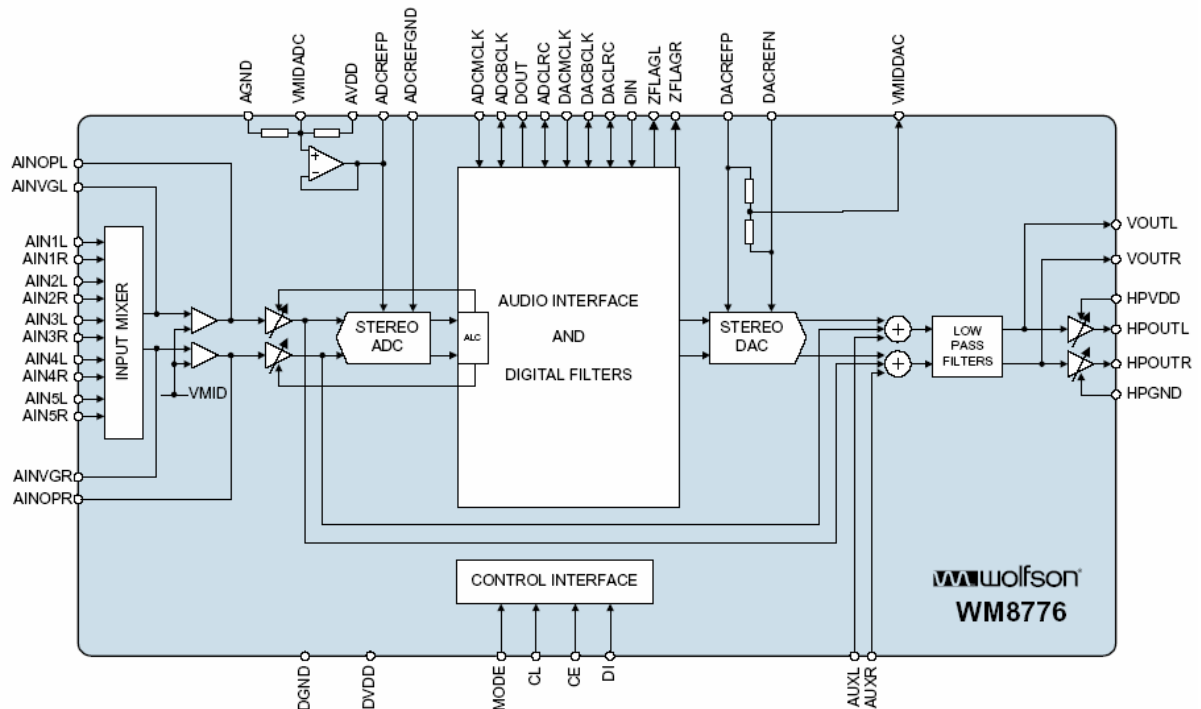 AGND
VMIDADC
AVDD
ADCREFP
ADCREFGND
ADCMCLK
ADCBCLK
DOUT
ADCLRC
DACMCLK
DACBCLK
DACLRC
DIN
ZFLAGL
ZFLAGR
DACREFP
DACREFN
VMIDDAC
AINOPL
AINVGL
AIN1L
AIN1R
AIN2L
AIN2R
AIN3L
AIN3R
AIN4L
AIN4R
AIN5L
AIN5R
AINVGR
AINOPR
INPUT MIXER
+
−
VMID
STEREO
ADC
ALC
AUDIO INTERFACE
AND
DIGITAL FILTERS
STEREO
DAC
+
+
LOW
PASS
FILTERS
VOUTL
VOUTR
HPVDD
HPOUTL
HPOUTR
HPGND
CONTROL INTERFACE
wolfson
WM8776
DGND
DVDD
MODE
CL
CE
DI
AUXL
AUXR